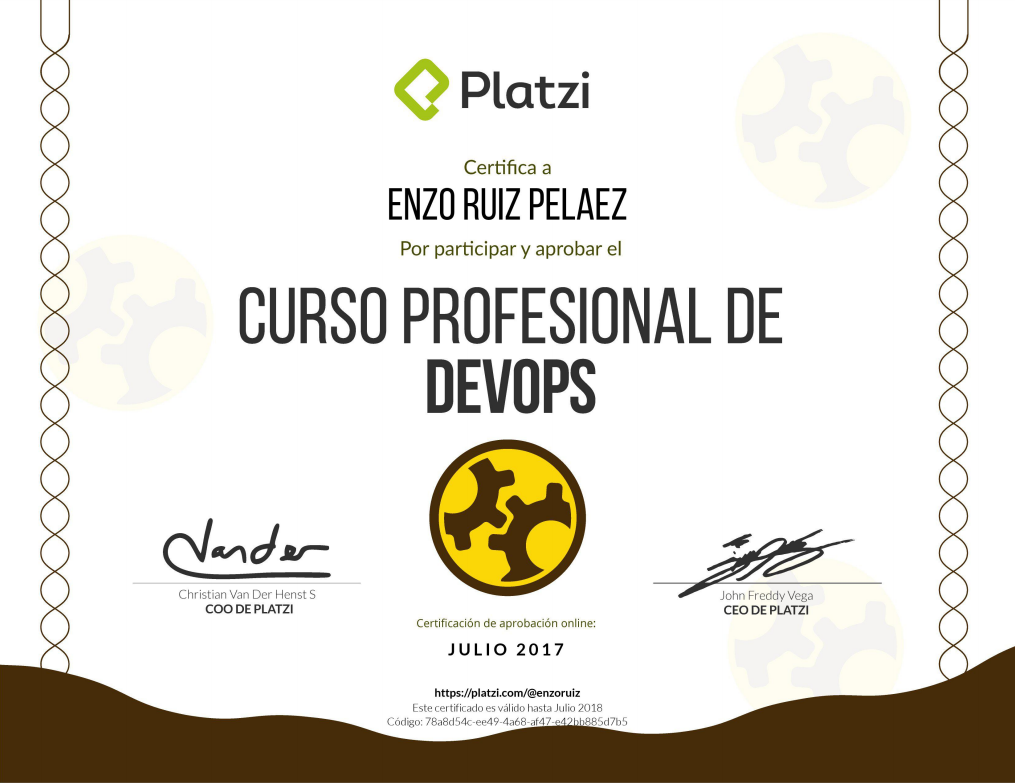 Platzi
Certifica a
ENZO RUIZ PELAEZ
Por participar y aprobar el
CURSO PROFESIONAL DE
DEVOPS
Vander
Christian Van Der Henst S
COO DE PLATZI
John Freddy Vega
CEO DE PLATZI
Certificación de aprobación online:
JULIO 2017
https://platzi.com/@enzoruiz
Este certificado es válido hasta Julio 2018
Código: 78a8d54c-ee49-4a68-af47-e42bb885d7b5